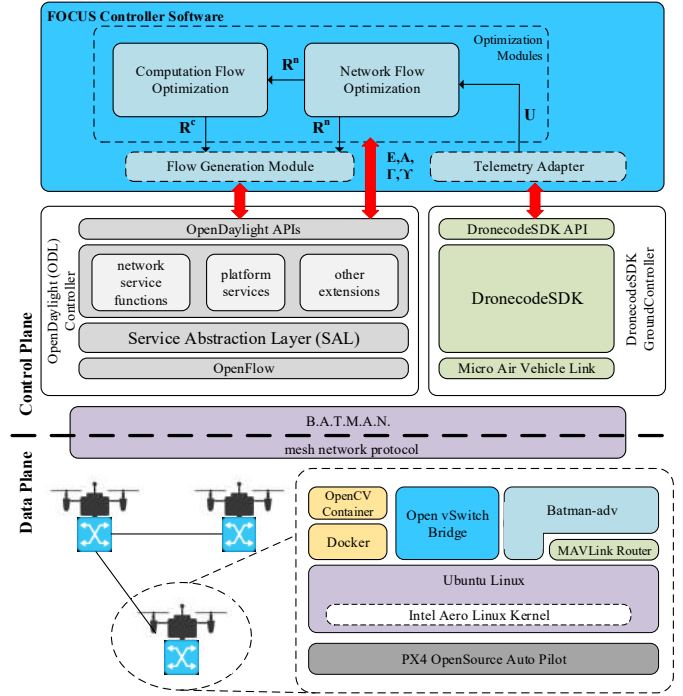 FOCUS Controller Software
Optimization
Modules
Computation Flow
Optimization
R^n
Network Flow
Optimization
R^c
R^n
U
E,A,
Γ,ϒ
Flow Generation Module
Telemetry Adapter
Control Plane
OpenDaylight (ODL)
Controller
OpenDaylight APIs
network
service
functions
platform
services
other
extensions
Service Abstraction Layer (SAL)
OpenFlow
DronecodeSDK API
DronecodeSDK
Micro Air Vehicle Link
DronecodeSDK
GroundController
B.A.T.M.A.N.
mesh network protocol
Data Plane
OpenCV
Container
Docker
Open vSwitch
Bridge
Batman-adv
MAVLink Router
Ubuntu Linux
Intel Aero Linux Kernel
PX4 OpenSource Auto Pilot